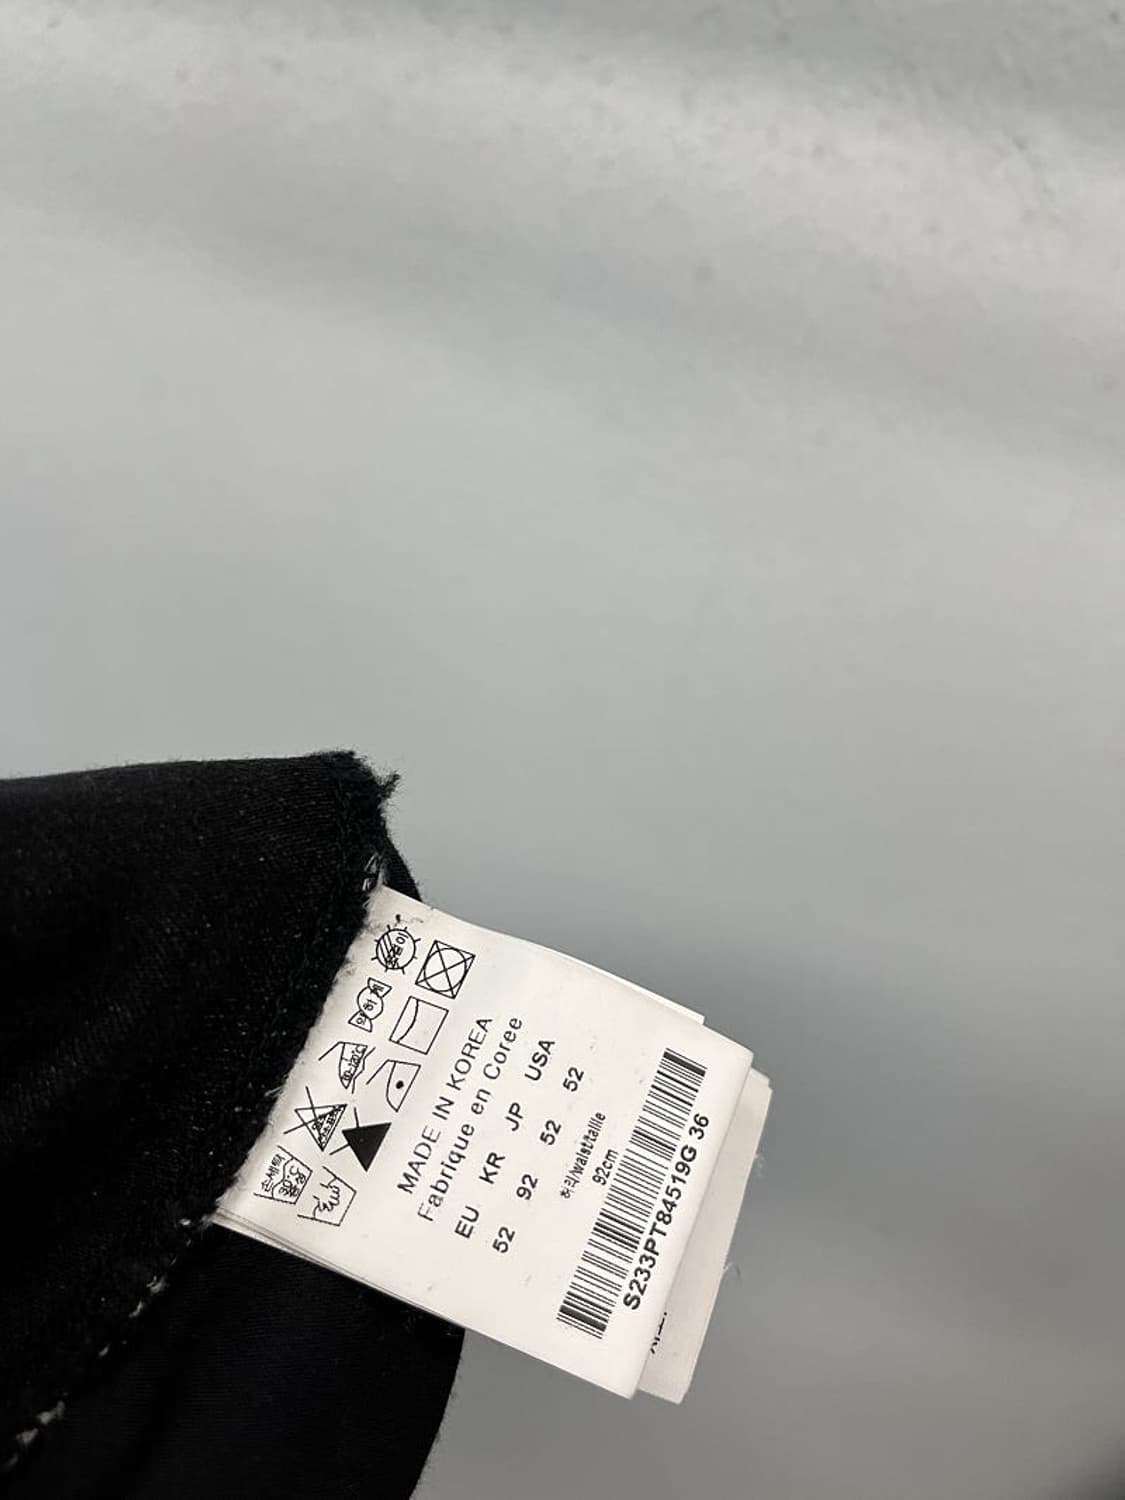 MADE IN KOREA
Fabrique en Coree
EU KR JP USA
52 92 52 52
허리/waist/taille
92cm
S233PT84519G 36